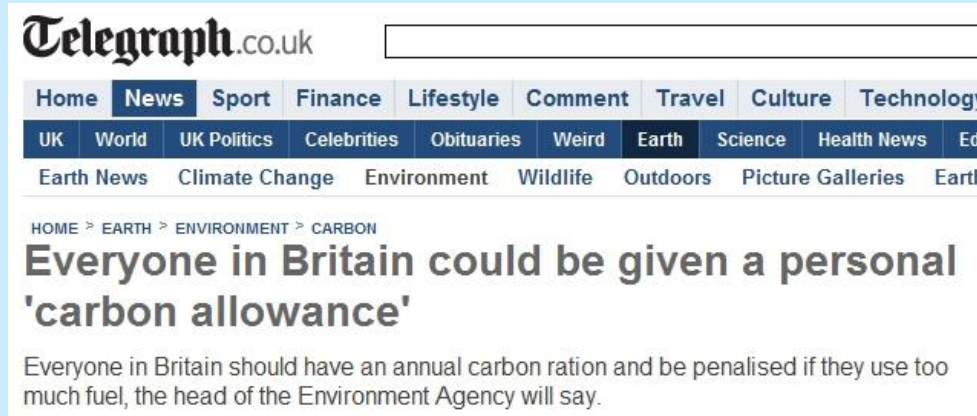 Telegraph.co.uk
Home News Sport Finance Lifestyle Comment Travel Culture Technology
UK World UK Politics Celebrities Obituaries Weird Earth Science Health News
Earth News Climate Change Environment Wildlife Outdoors Picture Galleries
HOME > EARTH > ENVIRONMENT > CARBON
Everyone in Britain could be given a personal
'carbon allowance'
Everyone in Britain should have an annual carbon ration and be penalised if they use too
much fuel, the head of the Environment Agency will say.